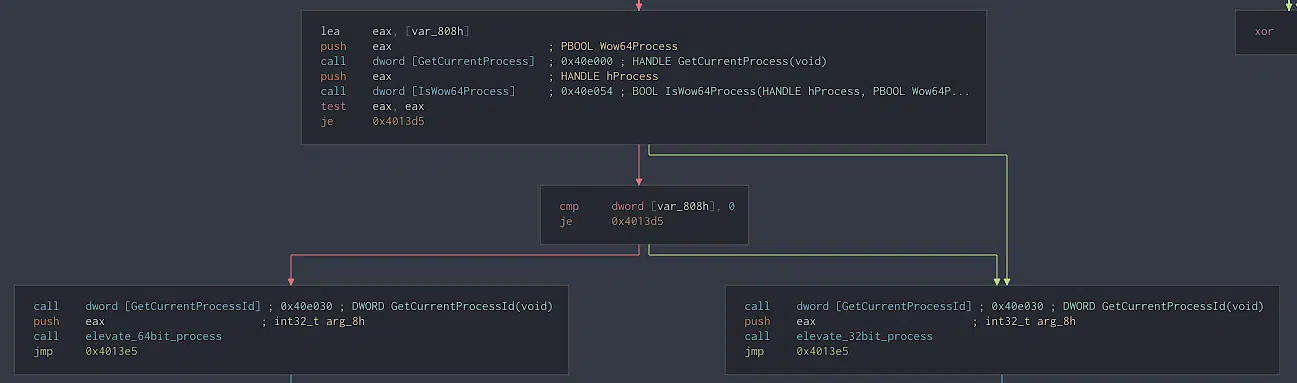 lea eax, [var_808h]
push eax ; PBOOL Wow64Process
call dword [GetCurrentProcess] ; 0x40e000 ; HANDLE GetCurrentProcess(void)
push eax ; HANDLE hProcess
call dword [IsWow64Process] ; 0x40e054 ; BOOL IsWow64Process(HANDLE hProcess, PBOOL Wow64P...
test eax, eax
je 0x4013d5
xor
cmp dword [var_808h], 0
je 0x4013d5
call dword [GetCurrentProcessId] ; 0x40e030 ; DWORD GetCurrentProcessId(void)
push eax ; int32_t arg_8h
call elevate_64bit_process
jmp 0x4013e5
call dword [GetCurrentProcessId] ; 0x40e030 ; DWORD GetCurrentProcessId(void)
push eax ; int32_t arg_8h
call elevate_32bit_process
jmp 0x4013e5